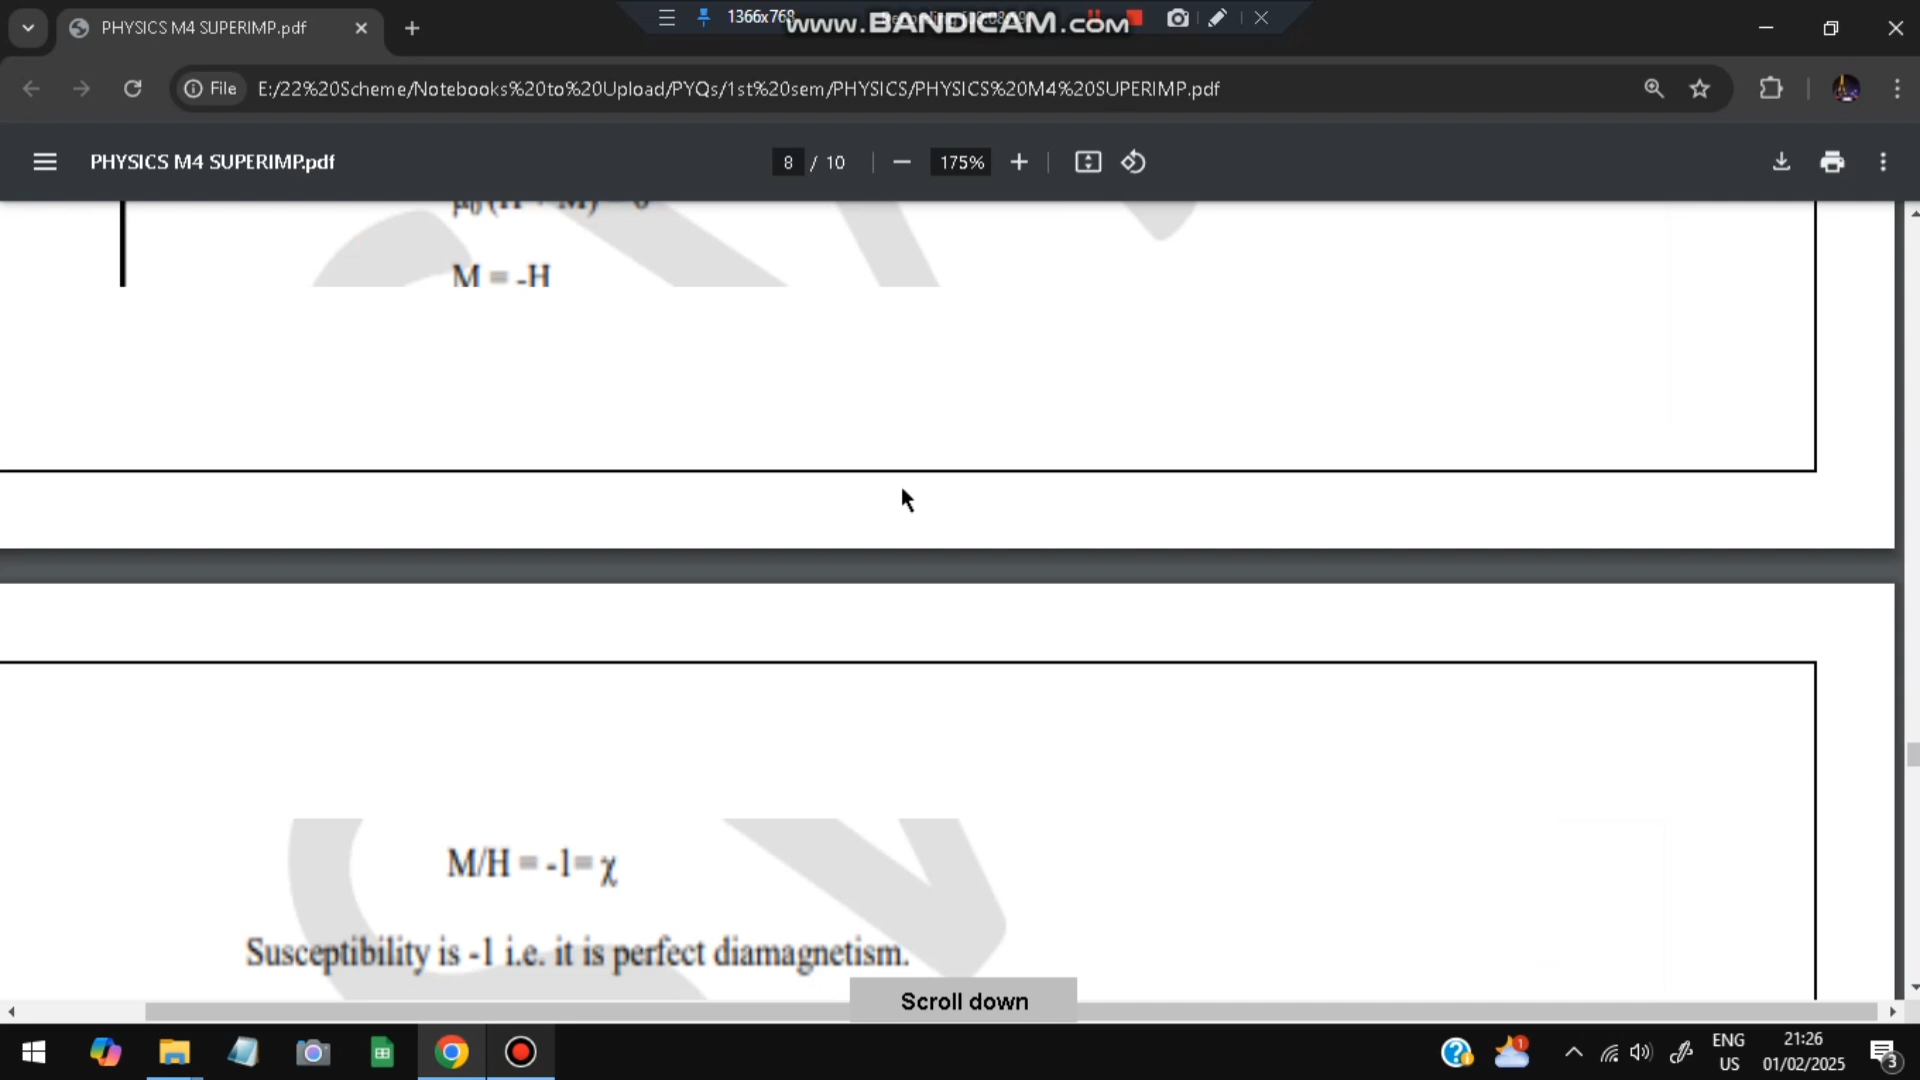 PHYSICS M4 SUPERIMP.pdf
1366x768
www.BANDICAM.com
File
E:/22%20Scheme/Notebooks%20to%20Upload/PYQs/1st%20sem/PHYSICS/PHYSICS%20M4%20SUPERIMP.pdf
PHYSICS M4 SUPERIMP.pdf
8 / 10
175%
M = -H
M/H = -1= χ
Susceptibility is -1 i.e. it is perfect diamagnetism.
Scroll down
1
ENG
US
21:26
01/02/2025
3